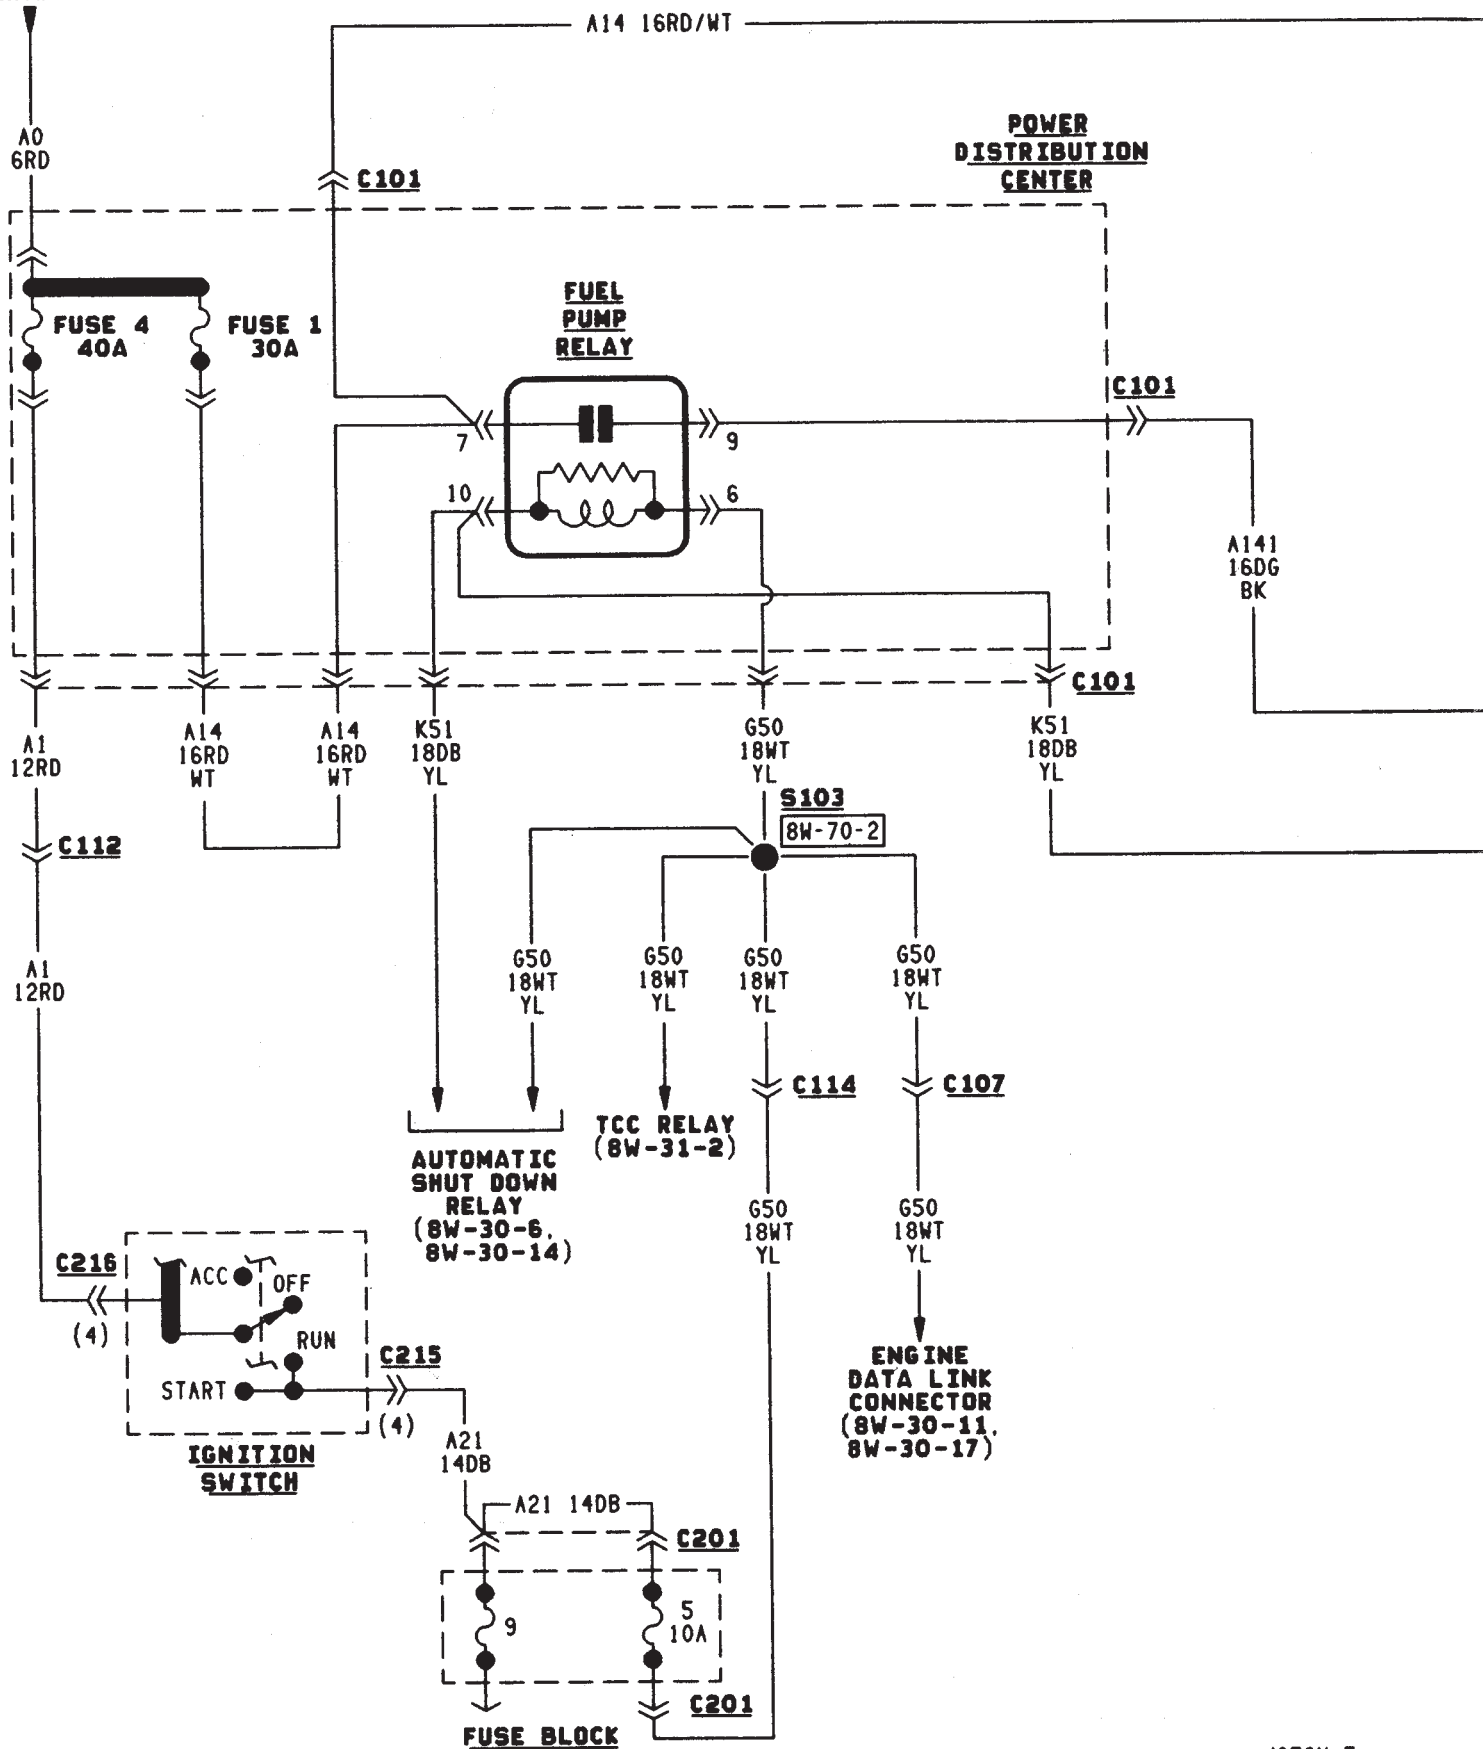 A14 16RD/WT
A0
6RD
C101
POWER
DISTRIBUTION
CENTER
FUSE 4
40A
FUSE 1
30A
FUEL
PUMP
RELAY
C101
7
9
10
6
A141
16DG
BK
C101
A1
12RD
A14
16RD
WT
A14
16RD
WT
K51
18DB
YL
G50
18WT
YL
K51
18DB
YL
S103
8W-70-2
C112
A1
12RD
G50
18WT
YL
G50
18WT
YL
G50
18WT
YL
G50
18WT
YL
C114
C107
TCC RELAY
(8W-31-2)
AUTOMATIC
SHUT DOWN
RELAY
(8W-30-6,
8W-30-14)
G50
18WT
YL
G50
18WT
YL
C216
(4)
ACC
OFF
RUN
START
C215
(4)
IGNITION
SWITCH
ENGINE
DATA LINK
CONNECTOR
(8W-30-11,
8W-30-17)
A21
14DB
A21 14DB
C201
9
5
10A
C201
FUSE BLOCK